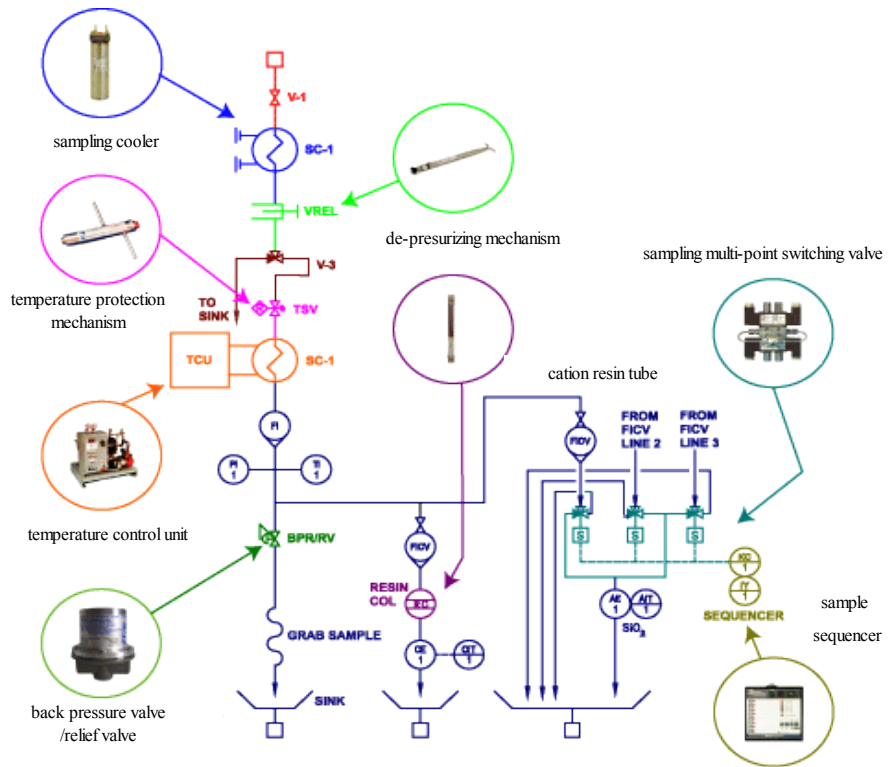 V-1
sampling cooler
SC-1
VREL
de-presurizing mechanism
sampling multi-point switching valve
V-3
temperature protection
mechanism
TO
SINK
TSV
TCU
SC-1
cation resin tube
FROM
FICV
LINE 2
FROM
FICV
LINE 3
FI
FICV
PI
1
TI
1
temperature control unit
BPR/RV
FICV
S
S
S
KC
1
IY
1
SEQUENCER
RESIN
COL
RC
AE
1
AIT
1
SiO₂
sample
sequencer
GRAB SAMPLE
CE
1
CIT
1
SINK
back pressure valve
/relief valve